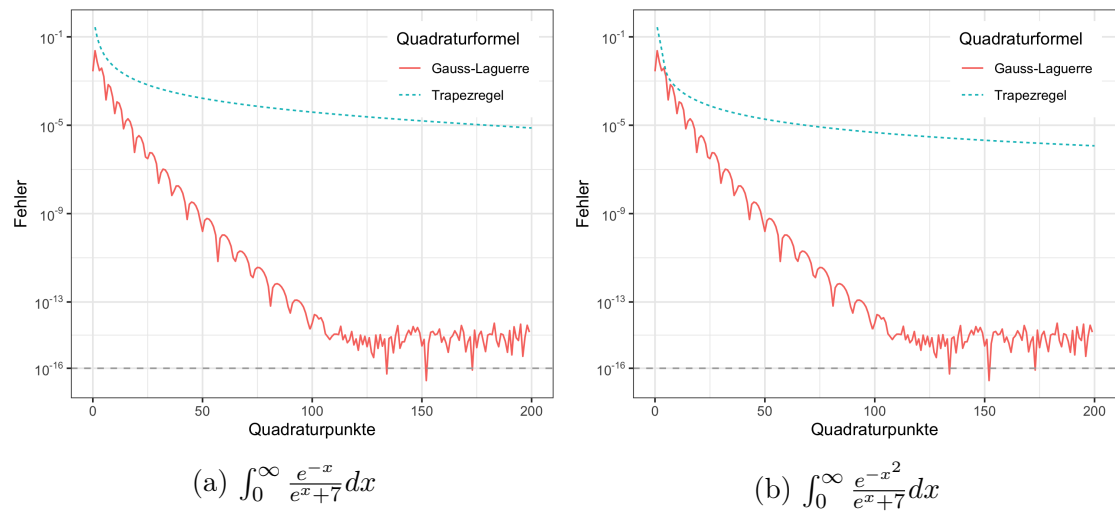 Fehler
10^-1
10^-5
10^-9
10^-13
10^-16
Quadraturformel
Gauss-Laguerre
Trapezregel
0
50
100
150
200
Quadraturpunkte
(a) ∫_0^∞ e^{-x}/(e^x+7) dx
Fehler
10^-1
10^-5
10^-9
10^-13
10^-16
Quadraturformel
Gauss-Laguerre
Trapezregel
0
50
100
150
200
Quadraturpunkte
(b) ∫_0^∞ e^{-x^2}/(e^x+7) dx